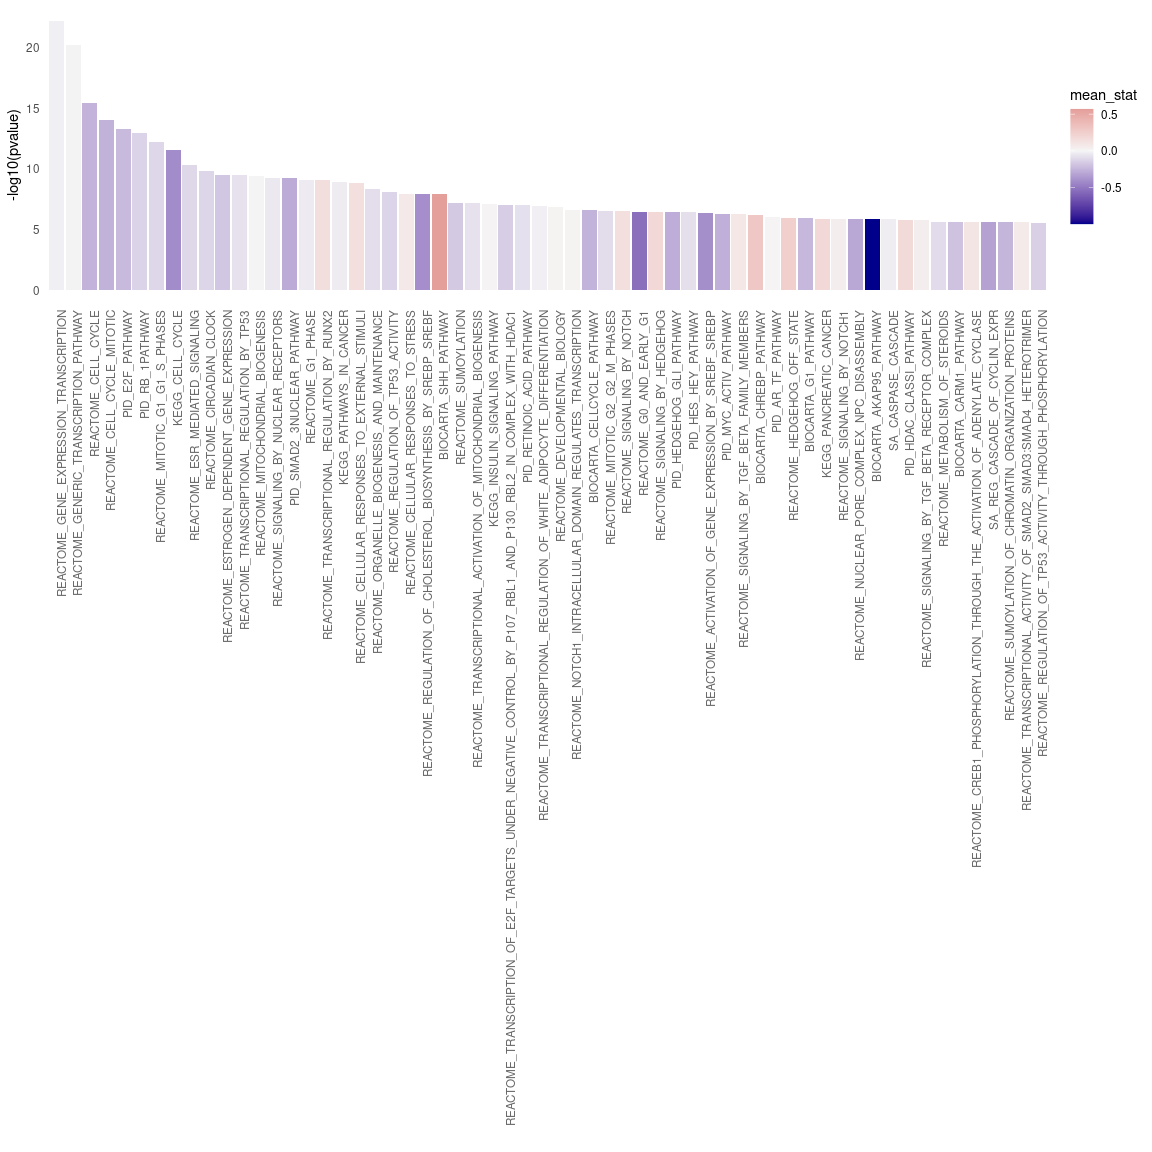 -log10(pvalue)
20
15
10
5
0
mean_stat
0.5
0.0
-0.5
REACTOME_GENE_EXPRESSION_TRANSCRIPTION
REACTOME_GENERIC_TRANSCRIPTION_PATHWAY
REACTOME_CELL_CYCLE
REACTOME_CELL_CYCLE_MITOTIC
PID_E2F_PATHWAY
PID_RB_1PATHWAY
REACTOME_MITOTIC_G1_G1_S_PHASES
KEGG_CELL_CYCLE
REACTOME_ESR_MEDIATED_SIGNALING
REACTOME_CIRCADIAN_CLOCK
REACTOME_ESTROGEN_DEPENDENT_GENE_EXPRESSION
REACTOME_TRANSCRIPTIONAL_REGULATION_BY_TP53
REACTOME_MITOCHONDRIAL_BIOGENESIS
REACTOME_SIGNALING_BY_NUCLEAR_RECEPTORS
PID_SMAD2_3NUCLEAR_PATHWAY
REACTOME_G1_PHASE
REACTOME_TRANSCRIPTIONAL_REGULATION_BY_RUNX2
KEGG_PATHWAYS_IN_CANCER
REACTOME_CELLULAR_RESPONSES_TO_EXTERNAL_STIMULI
REACTOME_ORGANELLE_BIOGENESIS_AND_MAINTENANCE
REACTOME_REGULATION_OF_TP53_ACTIVITY
REACTOME_CELLULAR_RESPONSES_TO_STRESS
REACTOME_REGULATION_OF_CHOLESTEROL_BIOSYNTHESIS_BY_SREBP_SREBF
BIOCARTA_SHH_PATHWAY
REACTOME_SUMOYLATION
REACTOME_TRANSCRIPTIONAL_ACTIVATION_OF_MITOCHONDRIAL_BIOGENESIS
KEGG_INSULIN_SIGNALING_PATHWAY
REACTOME_TRANSCRIPTION_OF_E2F_TARGETS_UNDER_NEGATIVE_CONTROL_BY_P107_RBL1_AND_P130_RBL2_IN_COMPLEX_WITH_HDAC1
PID_RETINOIC_ACID_PATHWAY
REACTOME_TRANSCRIPTIONAL_REGULATION_OF_WHITE_ADIPOCYTE_DIFFERENTIATION
REACTOME_DEVELOPMENTAL_BIOLOGY
REACTOME_NOTCH1_INTRACELLULAR_DOMAIN_REGULATES_TRANSCRIPTION
BIOCARTA_CELLCYCLE_PATHWAY
REACTOME_MITOTIC_G2_G2_M_PHASES
REACTOME_SIGNALING_BY_NOTCH
REACTOME_G0_AND_EARLY_G1
REACTOME_SIGNALING_BY_HEDGEHOG
PID_HEDGEHOG_GLI_PATHWAY
PID_HES_HEY_PATHWAY
REACTOME_ACTIVATION_OF_GENE_EXPRESSION_BY_SREBF_SREBP
PID_MYC_ACTIV_PATHWAY
REACTOME_SIGNALING_BY_TGF_BETA_FAMILY_MEMBERS
BIOCARTA_CHREBP_PATHWAY
PID_AR_TF_PATHWAY
REACTOME_HEDGEHOG_OFF_STATE
BIOCARTA_G1_PATHWAY
KEGG_PANCREATIC_CANCER
REACTOME_SIGNALING_BY_NOTCH1
REACTOME_NUCLEAR_PORE_COMPLEX_NPC_DISASSEMBLY
BIOCARTA_AKAP95_PATHWAY
SA_CASPASE_CASCADE
PID_HDAC_CLASSI_PATHWAY
REACTOME_SIGNALING_BY_TGF_BETA_RECEPTOR_COMPLEX
REACTOME_METABOLISM_OF_STEROIDS
BIOCARTA_CARM1_PATHWAY
REACTOME_CREB1_PHOSPHORYLATION_THROUGH_THE_ACTIVATION_OF_ADENYLATE_CYCLASE
SA_REG_CASCADE_OF_CYCLIN_EXPR
REACTOME_SUMOYLATION_OF_CHROMATIN_ORGANIZATION_PROTEINS
REACTOME_TRANSCRIPTIONAL_ACTIVITY_OF_SMAD2_SMAD3:SMAD4_HETEROTRIMER
REACTOME_REGULATION_OF_TP53_ACTIVITY_THROUGH_PHOSPHORYLATION